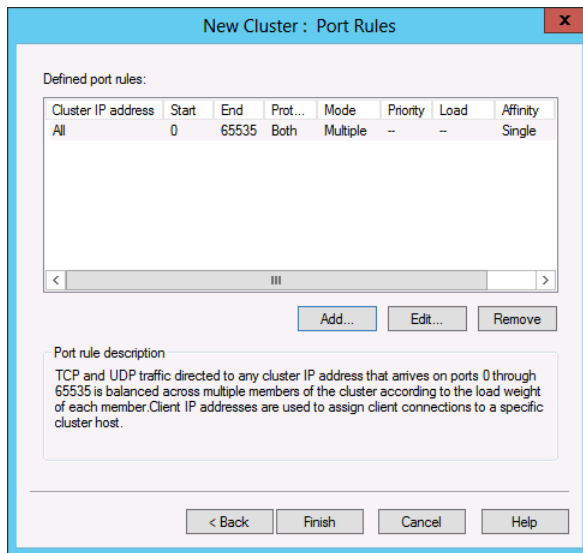 New Cluster : Port Rules
x
Defined port rules:
Cluster IP address Start End Prot... Mode Priority Load Affinity
All 0 65535 Both Multiple -- -- Single
Add... Edit... Remove
Port rule description
TCP and UDP traffic directed to any cluster IP address that arrives on ports 0 through
65535 is balanced across multiple members of the cluster according to the load weight
of each member.Client IP addresses are used to assign client connections to a specific
cluster host.
< Back Finish Cancel Help